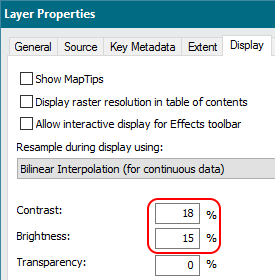 Layer Properties
General Source Key Metadata Extent Display
Show MapTips
Display raster resolution in table of contents
Allow interactive display for Effects toolbar
Resample during display using:
Bilinear Interpolation (for continuous data)
Contrast: 18 %
Brightness: 15 %
Transparency: 0 %